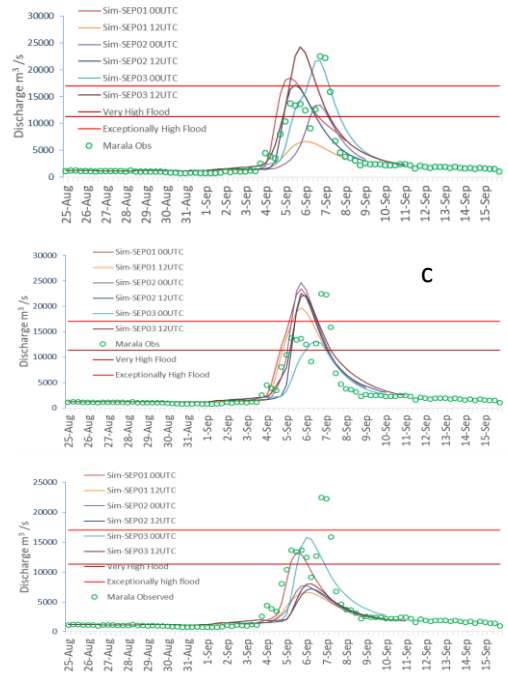 30000
25000
20000
15000
10000
5000
0
Discharge m³ /s
Sim-SEP01 00UTC
Sim-SEP01 12UTC
Sim-SEP02 00UTC
Sim-SEP02 12UTC
Sim-SEP03 00UTC
Sim-SEP03 12UTC
Very High Flood
Exceptionally High Flood
Marala Obs
25-Aug
26-Aug
27-Aug
28-Aug
29-Aug
30-Aug
31-Aug
1-Sep
2-Sep
3-Sep
4-Sep
5-Sep
6-Sep
7-Sep
8-Sep
9-Sep
10-Sep
11-Sep
12-Sep
13-Sep
14-Sep
15-Sep
30000
25000
20000
15000
10000
5000
0
Discharge m³ /s
Sim-SEP01 00UTC
Sim-SEP01 12UTC
Sim-SEP02 00UTC
Sim-SEP02 12UTC
Sim-SEP03 00UTC
Sim-SEP03 12UTC
Marala Obs
Very High Flood
Exceptionally High Flood
C
25-Aug
26-Aug
27-Aug
28-Aug
29-Aug
30-Aug
31-Aug
1-Sep
2-Sep
3-Sep
4-Sep
5-Sep
6-Sep
7-Sep
8-Sep
9-Sep
10-Sep
11-Sep
12-Sep
13-Sep
14-Sep
15-Sep
30000
25000
20000
15000
10000
5000
0
Discharge m³ /s
Sim-SEP01 00UTC
Sim-SEP01 12UTC
Sim-SEP02 00UTC
Sim-SEP02 12UTC
Sim-SEP03 00UTC
Sim-SEP03 12UTC
Very High Flood
Exceptionally high flood
Marala Observed
25-Aug
26-Aug
27-Aug
28-Aug
29-Aug
30-Aug
31-Aug
1-Sep
2-Sep
3-Sep
4-Sep
5-Sep
6-Sep
7-Sep
8-Sep
9-Sep
10-Sep
11-Sep
12-Sep
13-Sep
14-Sep
15-Sep